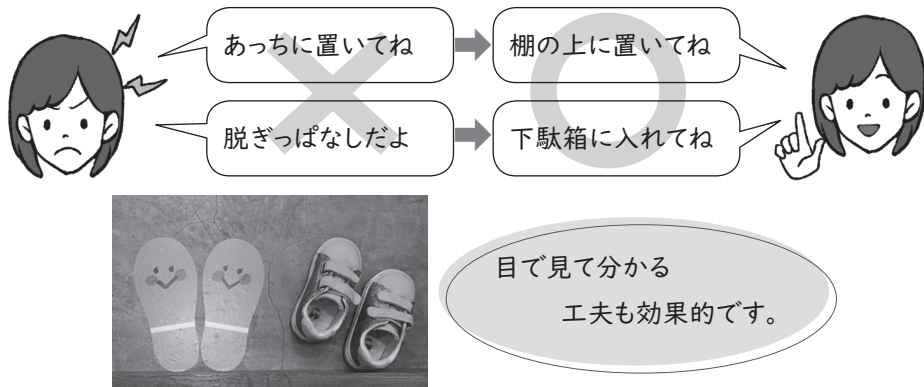 あっちに置いてね
棚の上に置いてね
脱ぎっぱなしだよ
下駄箱に入れてね
目で見て分かる
工夫も効果的です。